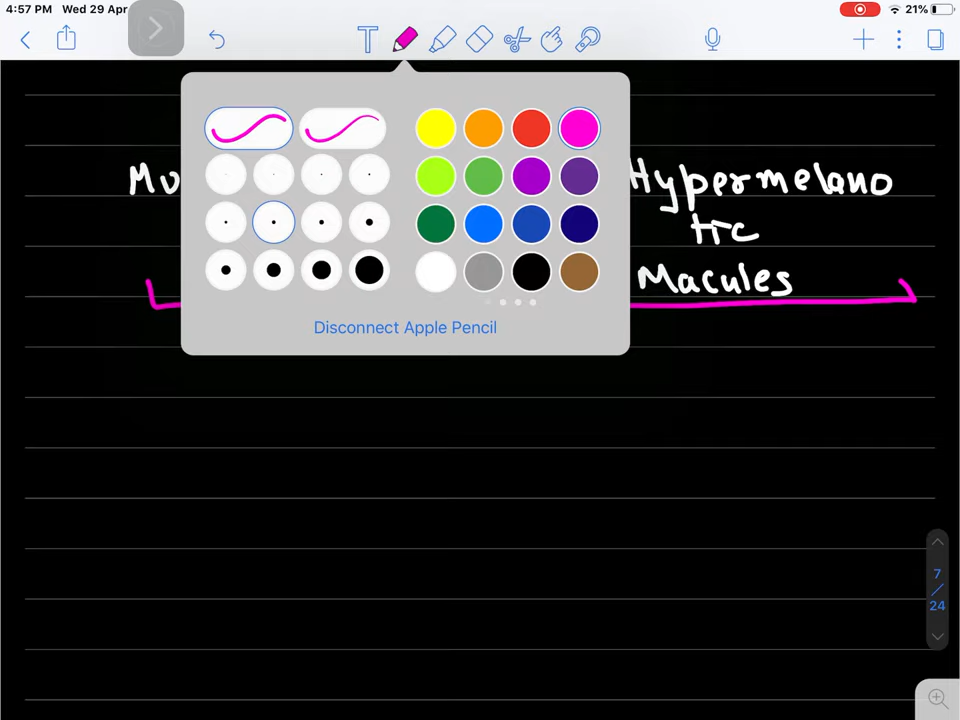 4:57 PM Wed 29 Apr
21%
T
Mu
Hypermelano
tic
Macules
Disconnect Apple Pencil
7
/
24